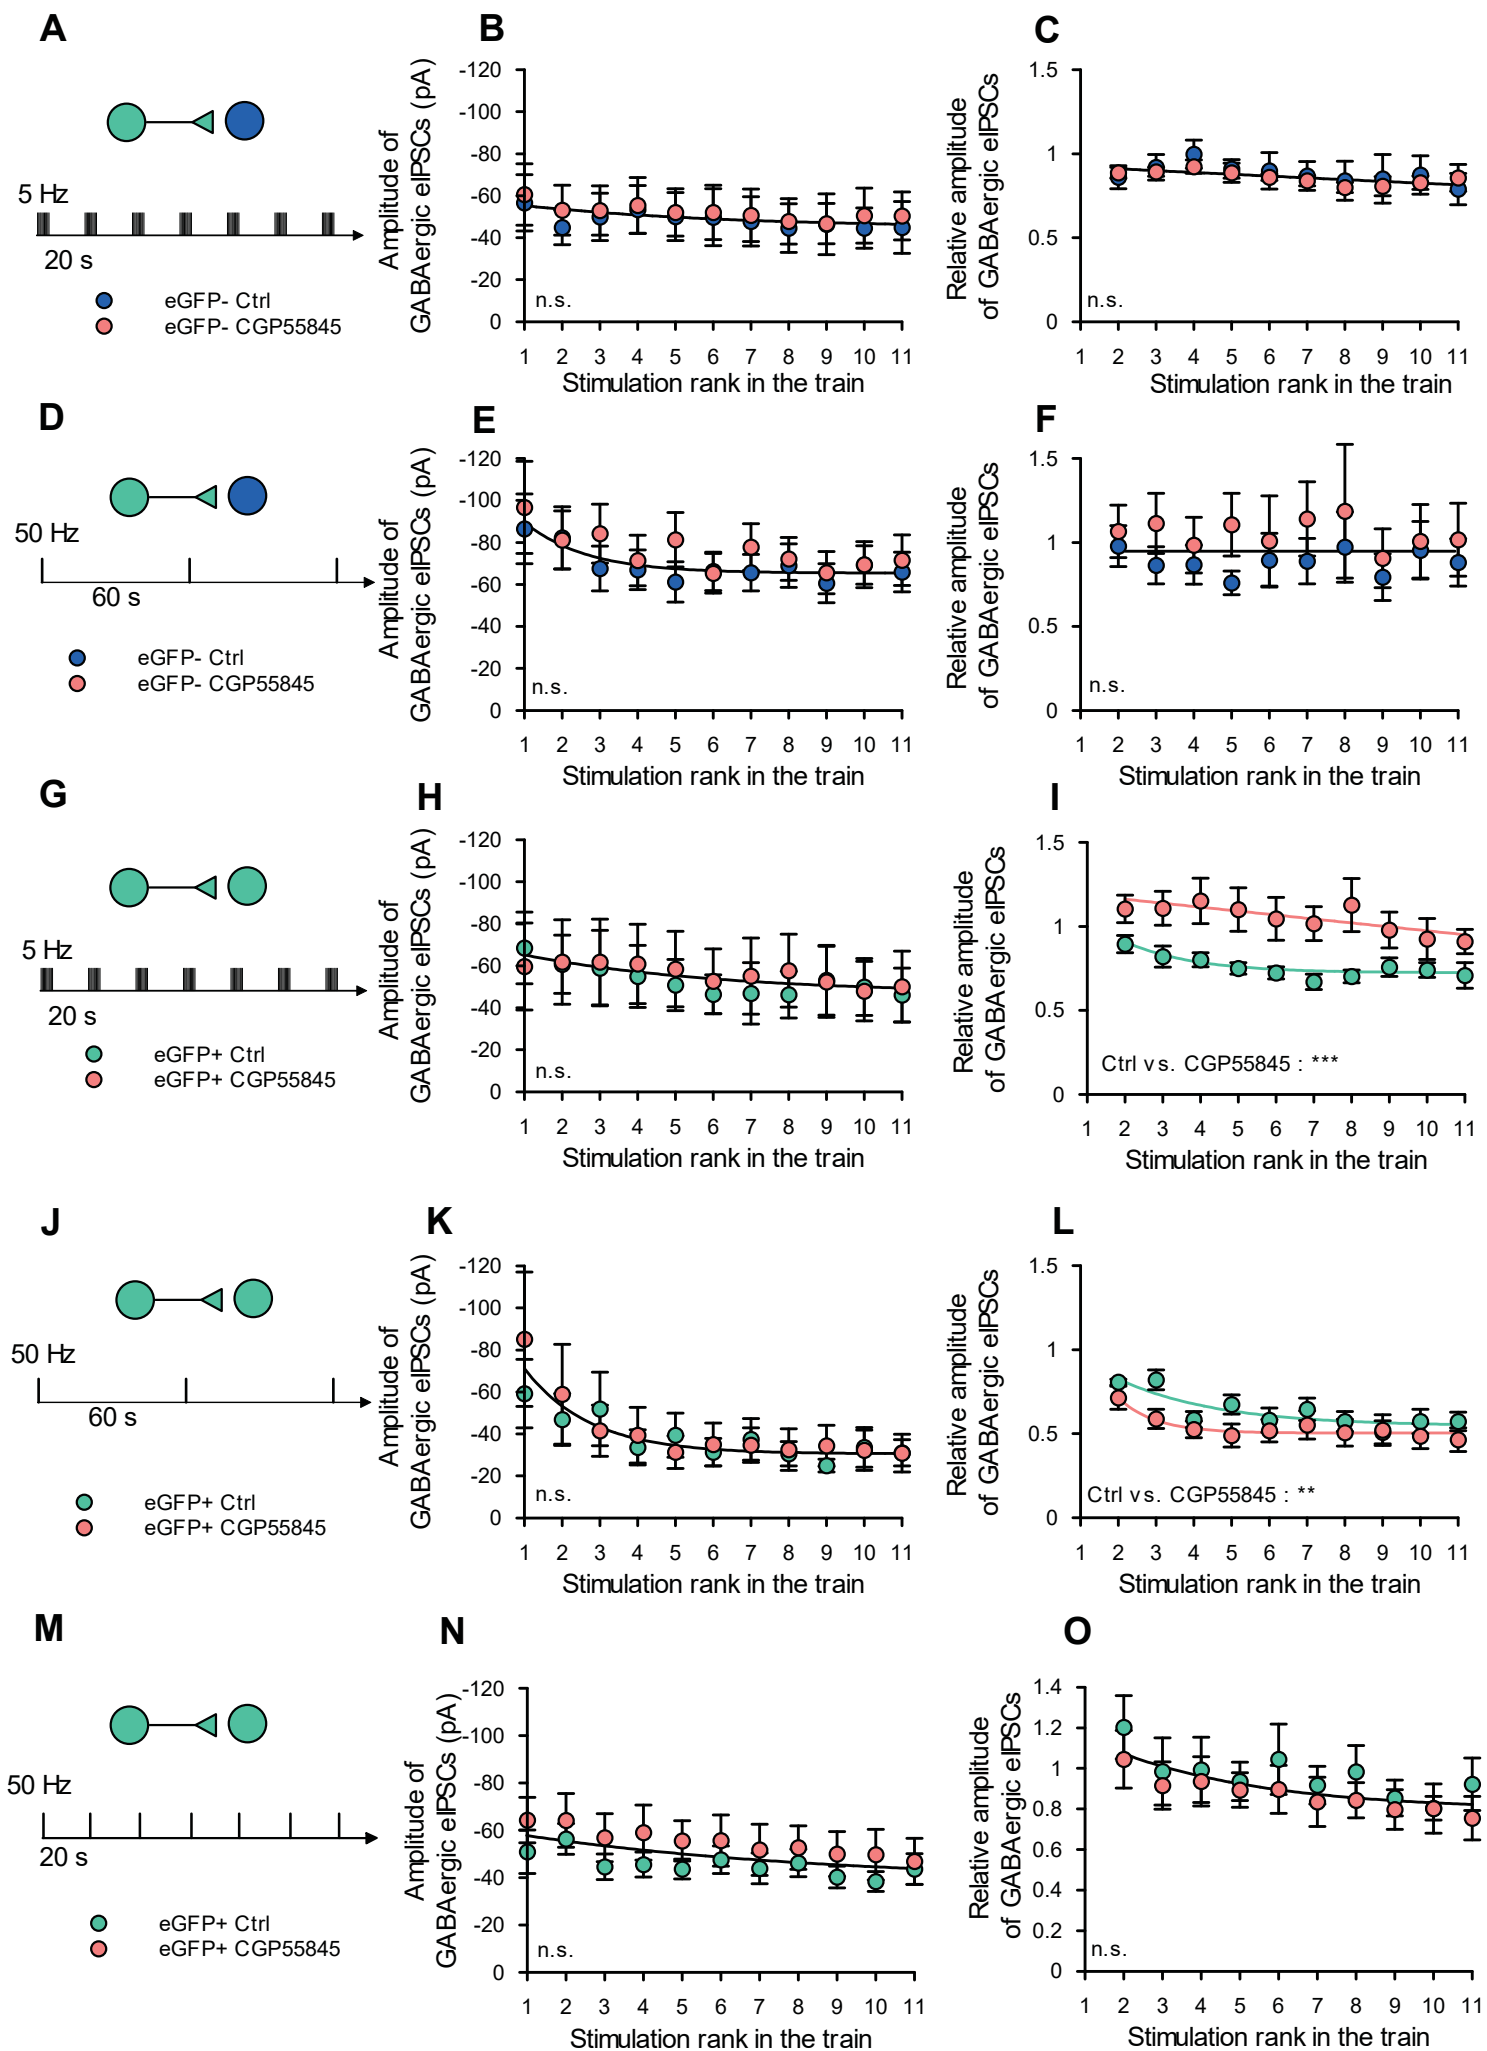 A
5 Hz
20 s
eGFP- Ctrl
eGFP- CGP55845
B
Amplitude of
GABAergic eIPSCs (pA)
-120
-100
-80
-60
-40
-20
0
n.s.
1 2 3 4 5 6 7 8 9 10 11
Stimulation rank in the train
C
Relative amplitude
of GABAergic eIPSCs
1.5
1
0.5
0
n.s.
1 2 3 4 5 6 7 8 9 10 11
Stimulation rank in the train
D
50 Hz
60 s
eGFP- Ctrl
eGFP- CGP55845
E
Amplitude of
GABAergic eIPSCs (pA)
-120
-100
-80
-60
-40
-20
0
n.s.
1 2 3 4 5 6 7 8 9 10 11
Stimulation rank in the train
F
Relative amplitude
of GABAergic eIPSCs
1.5
1
0.5
0
n.s.
1 2 3 4 5 6 7 8 9 10 11
Stimulation rank in the train
G
5 Hz
20 s
eGFP+ Ctrl
eGFP+ CGP55845
H
Amplitude of
GABAergic eIPSCs (pA)
-120
-100
-80
-60
-40
-20
0
n.s.
1 2 3 4 5 6 7 8 9 10 11
Stimulation rank in the train
I
Relative amplitude
of GABAergic eIPSCs
1.5
1
0.5
0
Ctrl vs. CGP55845 : ***
1 2 3 4 5 6 7 8 9 10 11
Stimulation rank in the train
J
50 Hz
60 s
eGFP+ Ctrl
eGFP+ CGP55845
K
Amplitude of
GABAergic eIPSCs (pA)
-120
-100
-80
-60
-40
-20
0
n.s.
1 2 3 4 5 6 7 8 9 10 11
Stimulation rank in the train
L
Relative amplitude
of GABAergic eIPSCs
1.5
1
0.5
0
Ctrl vs. CGP55845 : **
1 2 3 4 5 6 7 8 9 10 11
Stimulation rank in the train
M
50 Hz
20 s
eGFP+ Ctrl
eGFP+ CGP55845
N
Amplitude of
GABAergic eIPSCs (pA)
-120
-100
-80
-60
-40
-20
0
n.s.
1 2 3 4 5 6 7 8 9 10 11
Stimulation rank in the train
O
Relative amplitude
of GABAergic eIPSCs
1.4
1.2
1
0.8
0.6
0.4
0.2
0
n.s.
1 2 3 4 5 6 7 8 9 10 11
Stimulation rank in the train